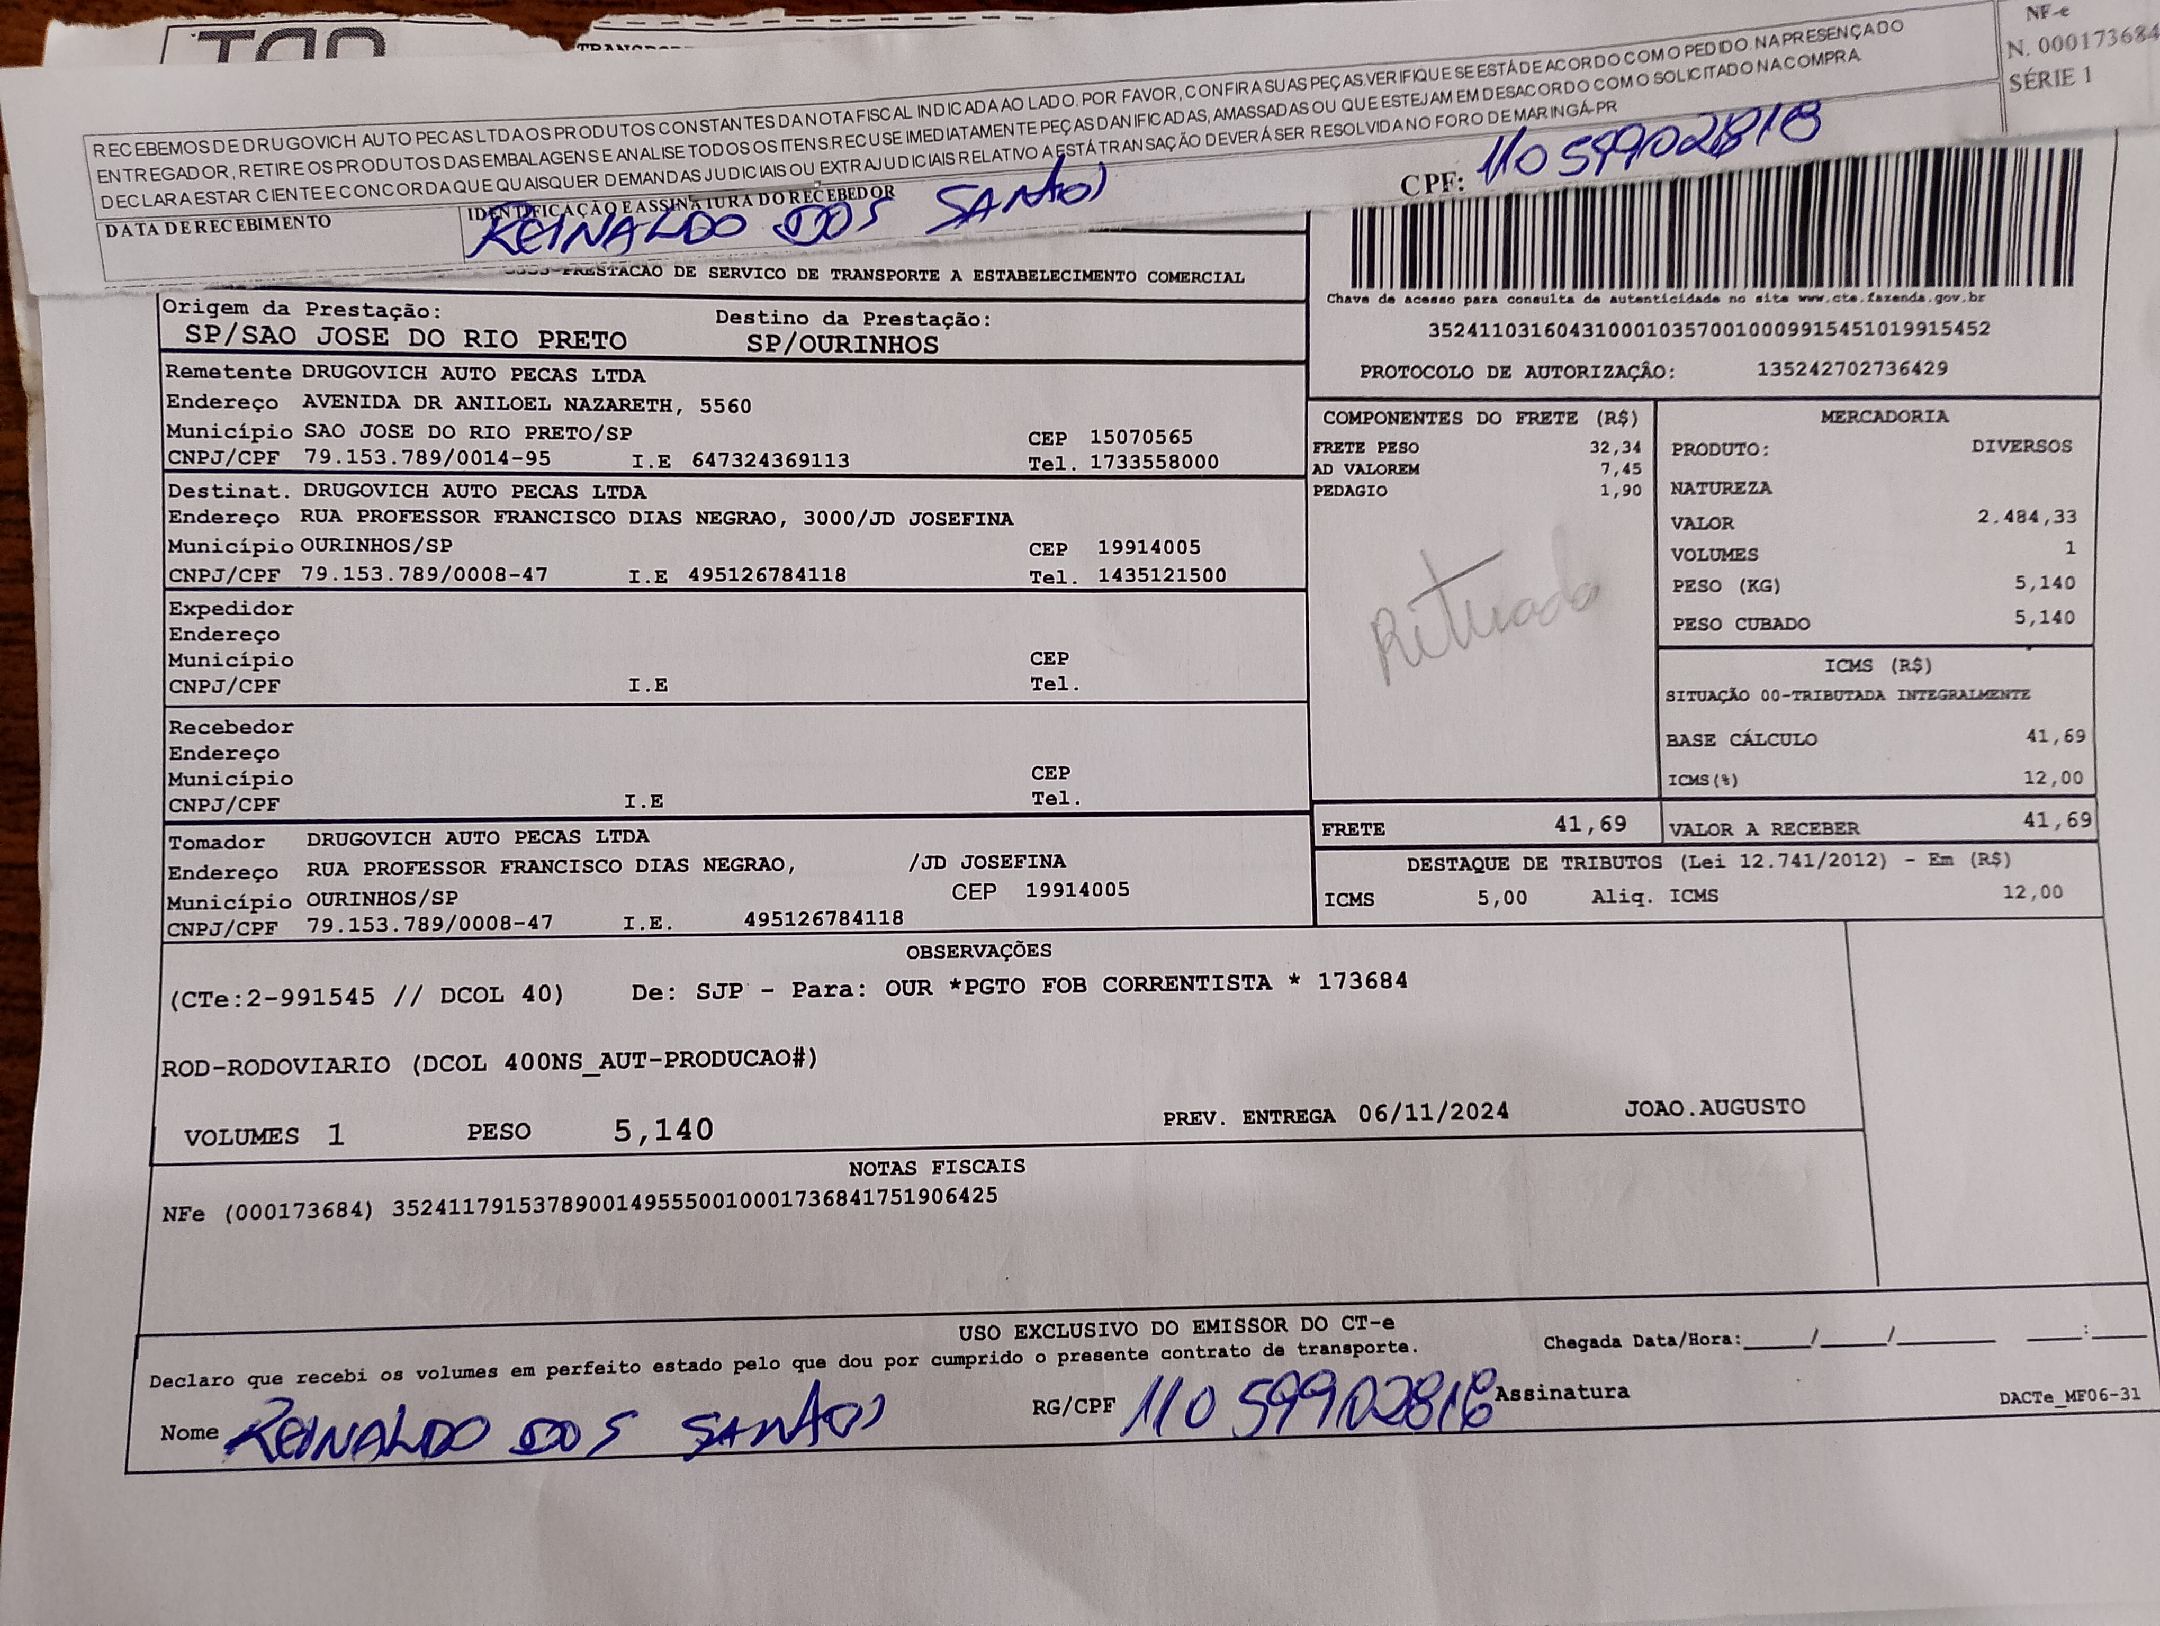 NF-e
N. 000173684
SÉRIE 1
RECEBEMOS DE DRUGOVICH AUTO PECAS LTDA OS PRODUTOS CONSTANTES DA NOTA FISCAL INDICADA AO LADO. POR FAVOR, CONFIRA SUAS PEÇAS.VERIFIQUE SE ESTÁ DE ACORDO COM O PEDIDO. NA PRESENÇA DO
ENTREGADOR, RETIRE OS PRODUTOS DAS EMBALAGENS E ANALISE TODOS OS ITENS.RECUSE IMEDIATAMENTE PEÇAS DANIFICADAS, AMASSADAS OU QUE ESTEJAM EM DESACORDO COM O SOLICITADO NA COMPRA.
DECLARA ESTAR CIENTE E CONCORDA QUE QUAISQUER DEMANDAS JUDICIAIS OU EXTRAJUDICIAIS RELATIVO A ESTÁ TRANSAÇÃO DEVERÁ SER RESOLVIDA NO FORO DE MARINGÁ-PR
DATA DE RECEBIMENTO IDENTIFICAÇÃO E ASSINATURA DO RECEBEDOR CPF: 110 59902818
REINALDO DOS SANTOS
PRESTACAO DE SERVICO DE TRANSPORTE A ESTABELECIMENTO COMERCIAL
Chave de acesso para consulta de autenticidade no site www.cte.fazenda.gov.br
35241103160431000103570010009915451019915452
PROTOCOLO DE AUTORIZAÇÂO: 135242702736429
Origem da Prestação: Destino da Prestação:
SP/SAO JOSE DO RIO PRETO SP/OURINHOS
Remetente DRUGOVICH AUTO PECAS LTDA
Endereço AVENIDA DR ANILOEL NAZARETH, 5560
Município SAO JOSE DO RIO PRETO/SP CEP 15070565
CNPJ/CPF 79.153.789/0014-95 I.E 647324369113 Tel. 1733558000
Destinat. DRUGOVICH AUTO PECAS LTDA
Endereço RUA PROFESSOR FRANCISCO DIAS NEGRAO, 3000/JD JOSEFINA
Município OURINHOS/SP CEP 19914005
CNPJ/CPF 79.153.789/0008-47 I.E 495126784118 Tel. 1435121500
Expedidor
Endereço
Município CEP
CNPJ/CPF I.E Tel.
Recebedor
Endereço
Município CEP
CNPJ/CPF I.E Tel.
Tomador DRUGOVICH AUTO PECAS LTDA
Endereço RUA PROFESSOR FRANCISCO DIAS NEGRAO, /JD JOSEFINA
Município OURINHOS/SP CEP 19914005
CNPJ/CPF 79.153.789/0008-47 I.E. 495126784118
COMPONENTES DO FRETE (R$)
FRETE PESO 32,34
AD VALOREM 7,45
PEDAGIO 1,90
Retirada
MERCADORIA
PRODUTO: DIVERSOS
NATUREZA
VALOR 2.484,33
VOLUMES 1
PESO (KG) 5,140
PESO CUBADO 5,140
ICMS (R$)
SITUAÇÃO 00-TRIBUTADA INTEGRALMENTE
BASE CÁLCULO 41,69
ICMS(%) 12,00
FRETE 41,69 VALOR A RECEBER 41,69
DESTAQUE DE TRIBUTOS (Lei 12.741/2012) - Em (R$)
ICMS 5,00 Aliq. ICMS 12,00
OBSERVAÇÕES
(CTe:2-991545 // DCOL 40) De: SJP - Para: OUR *PGTO FOB CORRENTISTA * 173684
ROD-RODOVIARIO (DCOL 400NS_AUT-PRODUCAO#)
VOLUMES 1 PESO 5,140 PREV. ENTREGA 06/11/2024 JOAO.AUGUSTO
NOTAS FISCAIS
NFe (000173684) 35241179153789001495550010001736841751906425
USO EXCLUSIVO DO EMISSOR DO CT-e
Declaro que recebi os volumes em perfeito estado pelo que dou por cumprido o presente contrato de transporte. Chegada Data/Hora:____/____/______ ___:___
Nome REINALDO DOS SANTOS RG/CPF 110 59902818 Assinatura DACTe_MF06-31